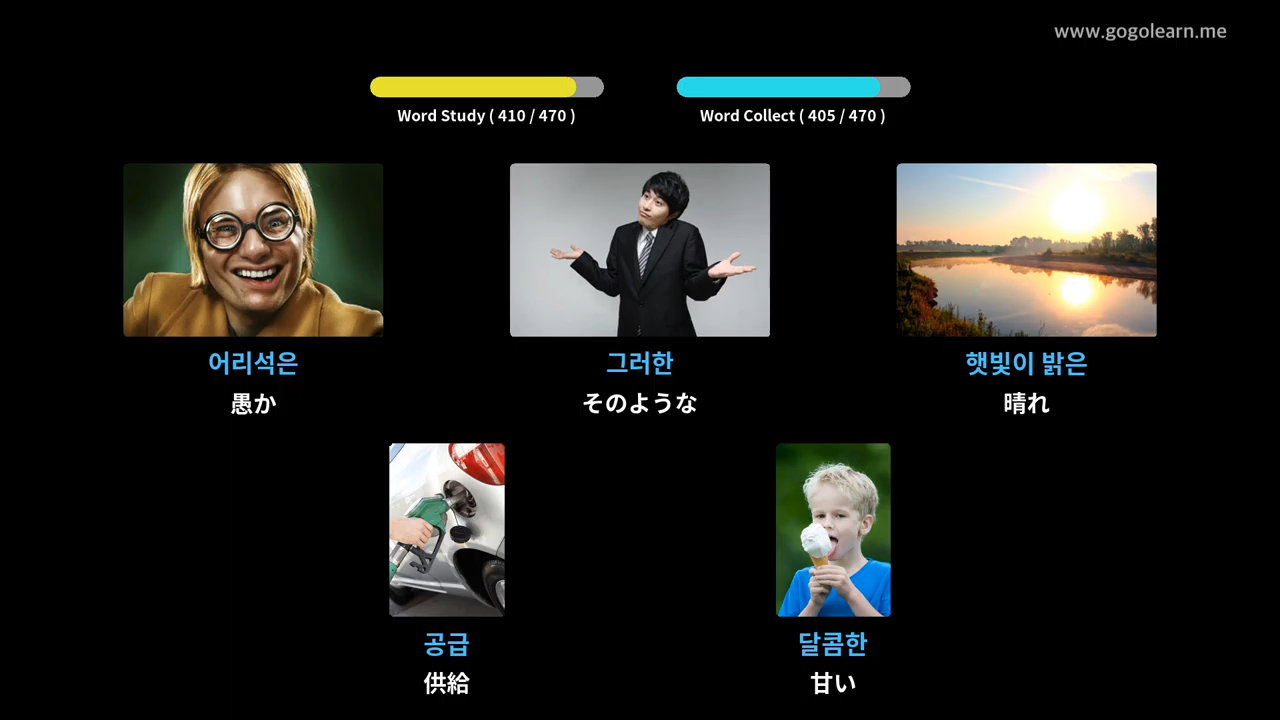 www.gogolearn.me
Word Study ( 410 / 470 )
Word Collect ( 405 / 470 )
어리석은
愚か
그러한
そのような
햇빛이 밝은
晴れ
공급
供給
달콤한
甘い